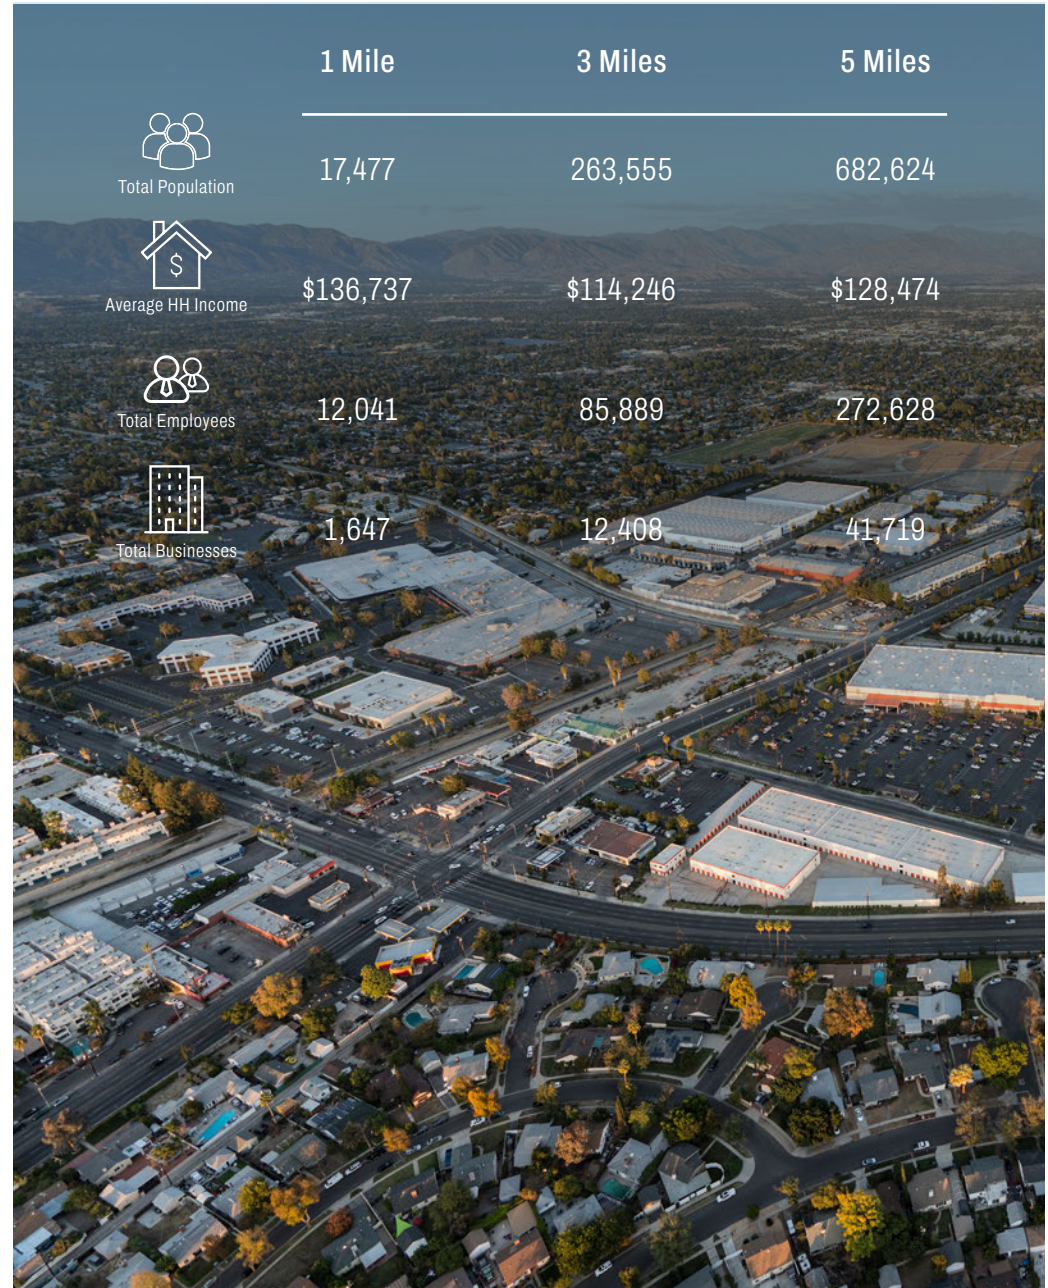 1 Mile 3 Miles 5 Miles
Total Population 17,477 263,555 682,624
$
Average HH Income $136,737 $114,246 $128,474
Total Employees 12,041 85,889 272,628
Total Businesses 1,647 12,408 41,719